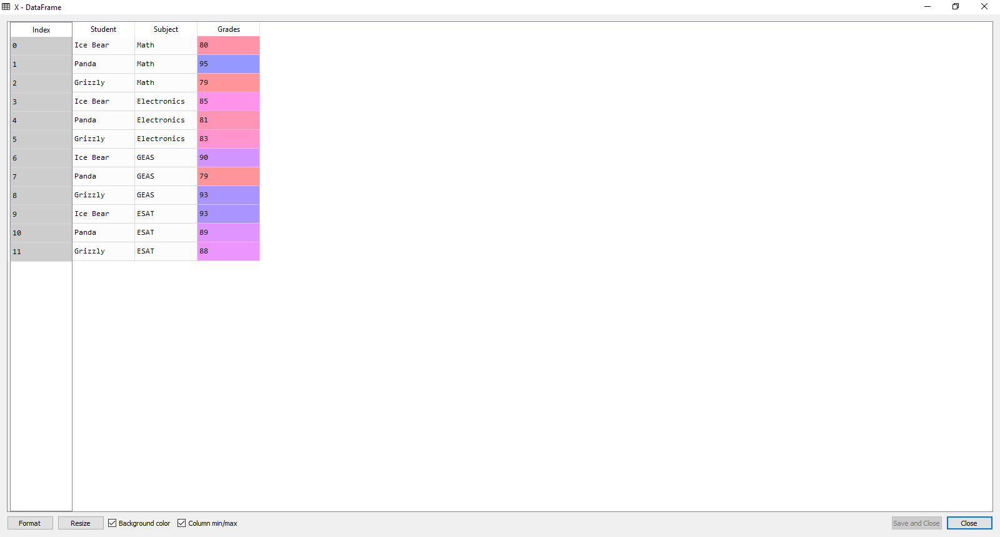 X - DataFrame
Index Student Subject Grades
0 Ice Bear Math 80
1 Panda Math 95
2 Grizzly Math 79
3 Ice Bear Electronics 85
4 Panda Electronics 81
5 Grizzly Electronics 83
6 Ice Bear GEAS 90
7 Panda GEAS 79
8 Grizzly GEAS 93
9 Ice Bear ESAT 93
10 Panda ESAT 89
11 Grizzly ESAT 88
Format Resize Background color Column min/max Save and Close Close